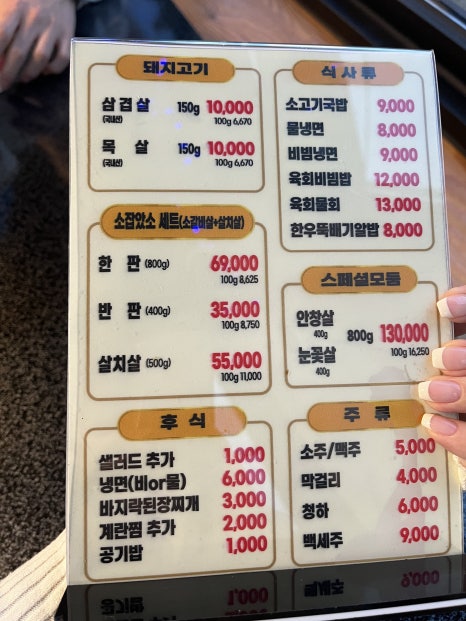 돼지고기
삼겹살 150g 10,000
(국내산) 100g 6,670
목살 150g 10,000
(국내산) 100g 6,670
소잡았소 세트(소갈비살+살치살)
한판 (800g) 69,000
100g 8,625
반판 (400g) 35,000
100g 8,750
살치살 (500g) 55,000
100g 11,000
후식
샐러드 추가 1,000
냉면(비or물) 6,000
바지락된장찌개 3,000
계란찜 추가 2,000
공기밥 1,000
식사류
소고기국밥 9,000
물냉면 8,000
비빔냉면 9,000
육회비빔밥 12,000
육회물회 13,000
한우뚝배기알밥 8,000
스페셜모둠
안창살
400g
800g 130,000
100g 16,250
눈꽃살
400g
주류
소주/맥주 5,000
막걸리 4,000
청하 6,000
백세주 9,000